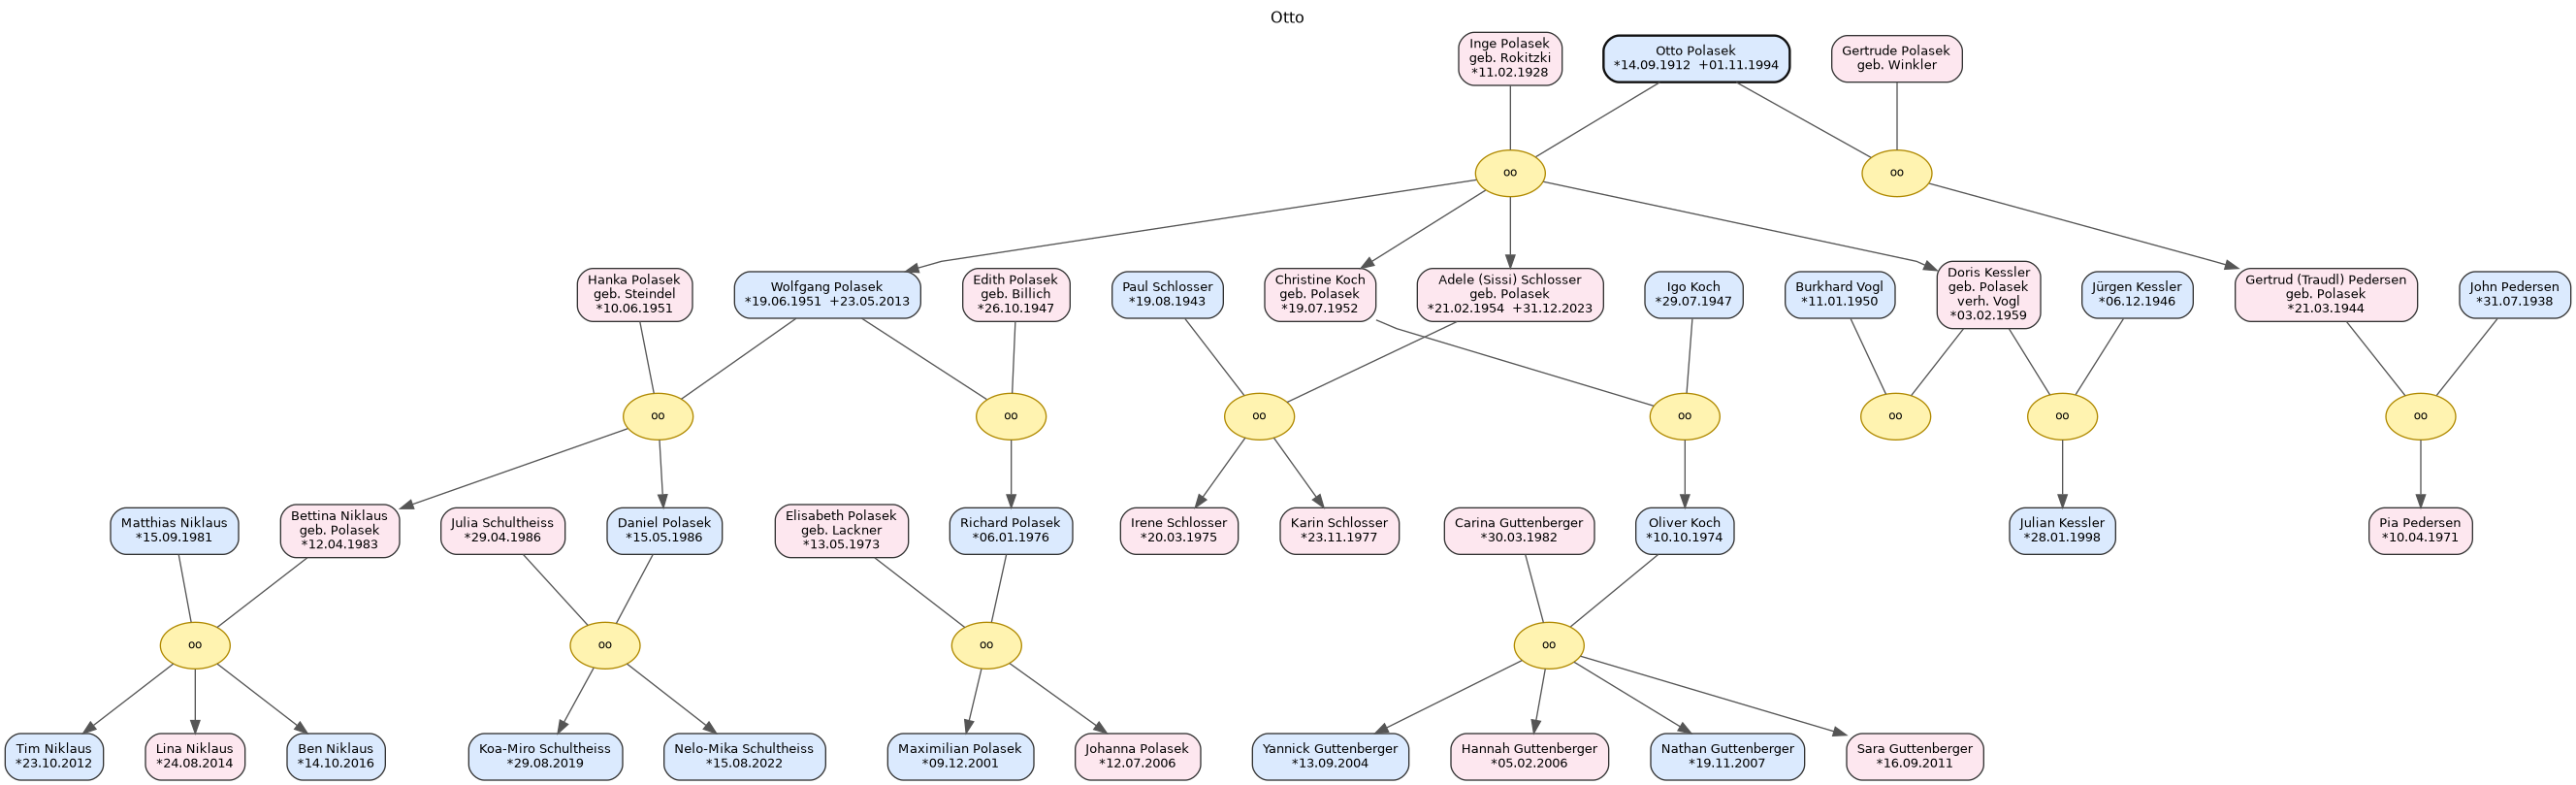 Otto
Inge Polasek
geb. Rokitzki
*11.02.1928
Otto Polasek
*14.09.1912  +01.11.1994
Gertrude Polasek
geb. Winkler
oo
oo
Hanka Polasek
geb. Steindel
*10.06.1951
Wolfgang Polasek
*19.06.1951  +23.05.2013
Edith Polasek
geb. Billich
*26.10.1947
Paul Schlosser
*19.08.1943
Christine Koch
geb. Polasek
*19.07.1952
Adele (Sissi) Schlosser
geb. Polasek
*21.02.1954  +31.12.2023
Igo Koch
*29.07.1947
Burkhard Vogl
*11.01.1950
Doris Kessler
geb. Polasek
verh. Vogl
*03.02.1959
Jürgen Kessler
*06.12.1946
Gertrud (Traudl) Pedersen
geb. Polasek
*21.03.1944
John Pedersen
*31.07.1938
oo
oo
oo
oo
oo
oo
oo
Matthias Niklaus
*15.09.1981
Bettina Niklaus
geb. Polasek
*12.04.1983
Julia Schultheiss
*29.04.1986
Daniel Polasek
*15.05.1986
Elisabeth Polasek
geb. Lackner
*13.05.1973
Richard Polasek
*06.01.1976
Irene Schlosser
*20.03.1975
Karin Schlosser
*23.11.1977
Carina Guttenberger
*30.03.1982
Oliver Koch
*10.10.1974
Julian Kessler
*28.01.1998
Pia Pedersen
*10.04.1971
oo
oo
oo
oo
Tim Niklaus
*23.10.2012
Lina Niklaus
*24.08.2014
Ben Niklaus
*14.10.2016
Koa-Miro Schultheiss
*29.08.2019
Nelo-Mika Schultheiss
*15.08.2022
Maximilian Polasek
*09.12.2001
Johanna Polasek
*12.07.2006
Yannick Guttenberger
*13.09.2004
Hannah Guttenberger
*05.02.2006
Nathan Guttenberger
*19.11.2007
Sara Guttenberger
*16.09.2011